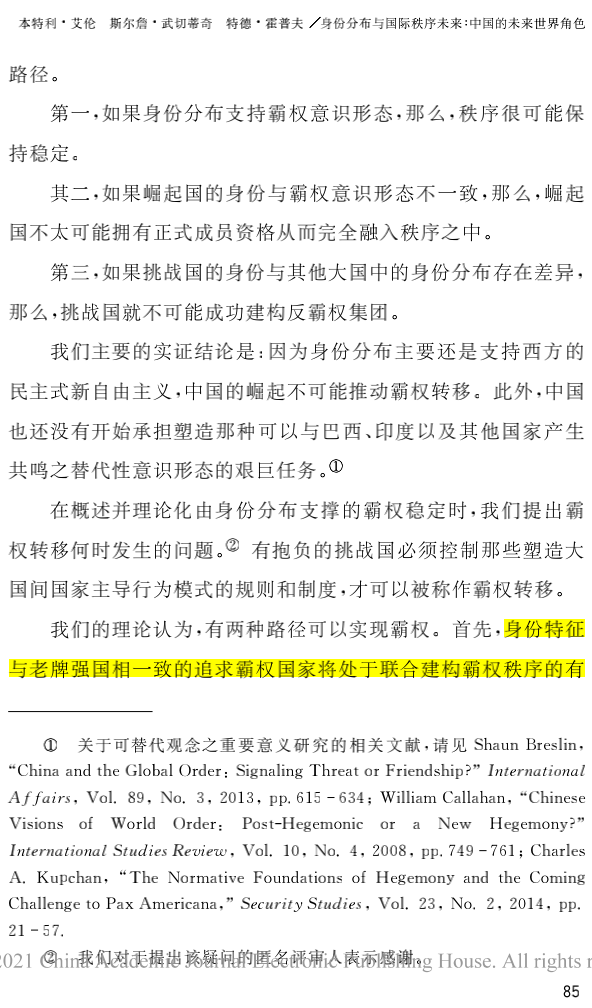 本特利·艾伦 斯尔詹·武切蒂奇 特德·霍普夫／身份分布与国际秩序未来：中国的未来世界角色
路径。
第一，如果身份分布支持霸权意识形态，那么，秩序很可能保
持稳定。
其二，如果崛起国的身份与霸权意识形态不一致，那么，崛起
国不太可能拥有正式成员资格从而完全融入秩序之中。
第三，如果挑战国的身份与其他大国中的身份分布存在差异，
那么，挑战国就不可能成功建构反霸权集团。
我们主要的实证结论是：因为身份分布主要还是支持西方的
民主式新自由主义，中国的崛起不可能推动霸权转移。此外，中国
也还没有开始承担塑造那种可以与巴西、印度以及其他国家产生
共鸣之替代性意识形态的艰巨任务。①
在概述并理论化由身份分布支撑的霸权稳定时，我们提出霸
权转移何时发生的问题。② 有抱负的挑战国必须控制那些塑造大
国间国家主导行为模式的规则和制度，才可以被称作霸权转移。
我们的理论认为，有两种路径可以实现霸权。首先，身份特征
与老牌强国相一致的追求霸权国家将处于联合建构霸权秩序的有
① 关于可替代观念之重要意义研究的相关文献，请见 Shaun Breslin,
“China and the Global Order: Signaling Threat or Friendship?” International
Affairs, Vol. 89, No. 3, 2013, pp. 615－634; William Callahan, “Chinese
Visions of World Order: Post-Hegemonic or a New Hegemony?”
International Studies Review, Vol. 10, No. 4, 2008, pp. 749－761; Charles
A. Kupchan, “The Normative Foundations of Hegemony and the Coming
Challenge to Pax Americana,” Security Studies, Vol. 23, No. 2, 2014, pp.
21－57.
② 我们对于提出该疑问的匿名评审人表示感谢。
2021 China Academic Journal Electronic Publishing House. All rights r
85